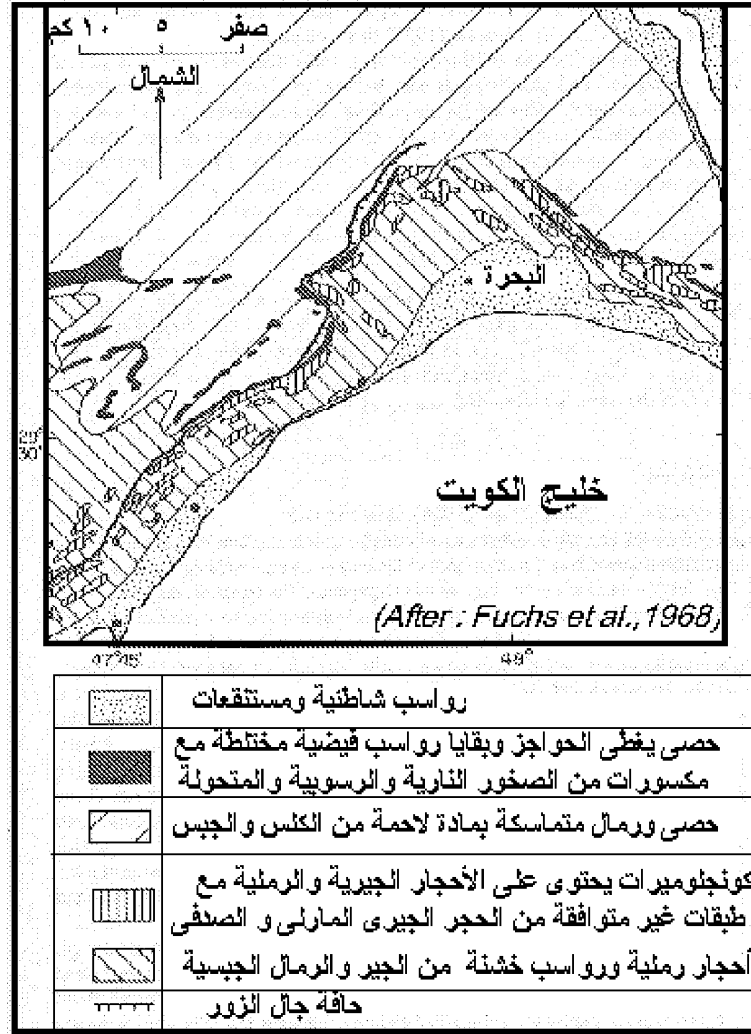 صفر ٥ ١٠ كم
الشمال
البحرة
29°
30'
خليج الكويت
(After : Fuchs et al., 1968)
47°45' 48°
رواسب شاطئية ومستنقعات
حصى يغطى الحواجز وبقايا رواسب فيضية مختلطة مع
مكسورات من الصخور النارية والرسوبية والمتحولة
حصى ورمال متماسكة بمادة لاحمة من الكلس والجبس
كونجلوميرات يحتوى على الأحجار الجيرية والرملية مع
طبقات غير متوافقة من الحجر الجيرى المارلى و الصدفى
أحجار رملية ورواسب خشنة من الجير والرمال الجبسية
حافة جال الزور